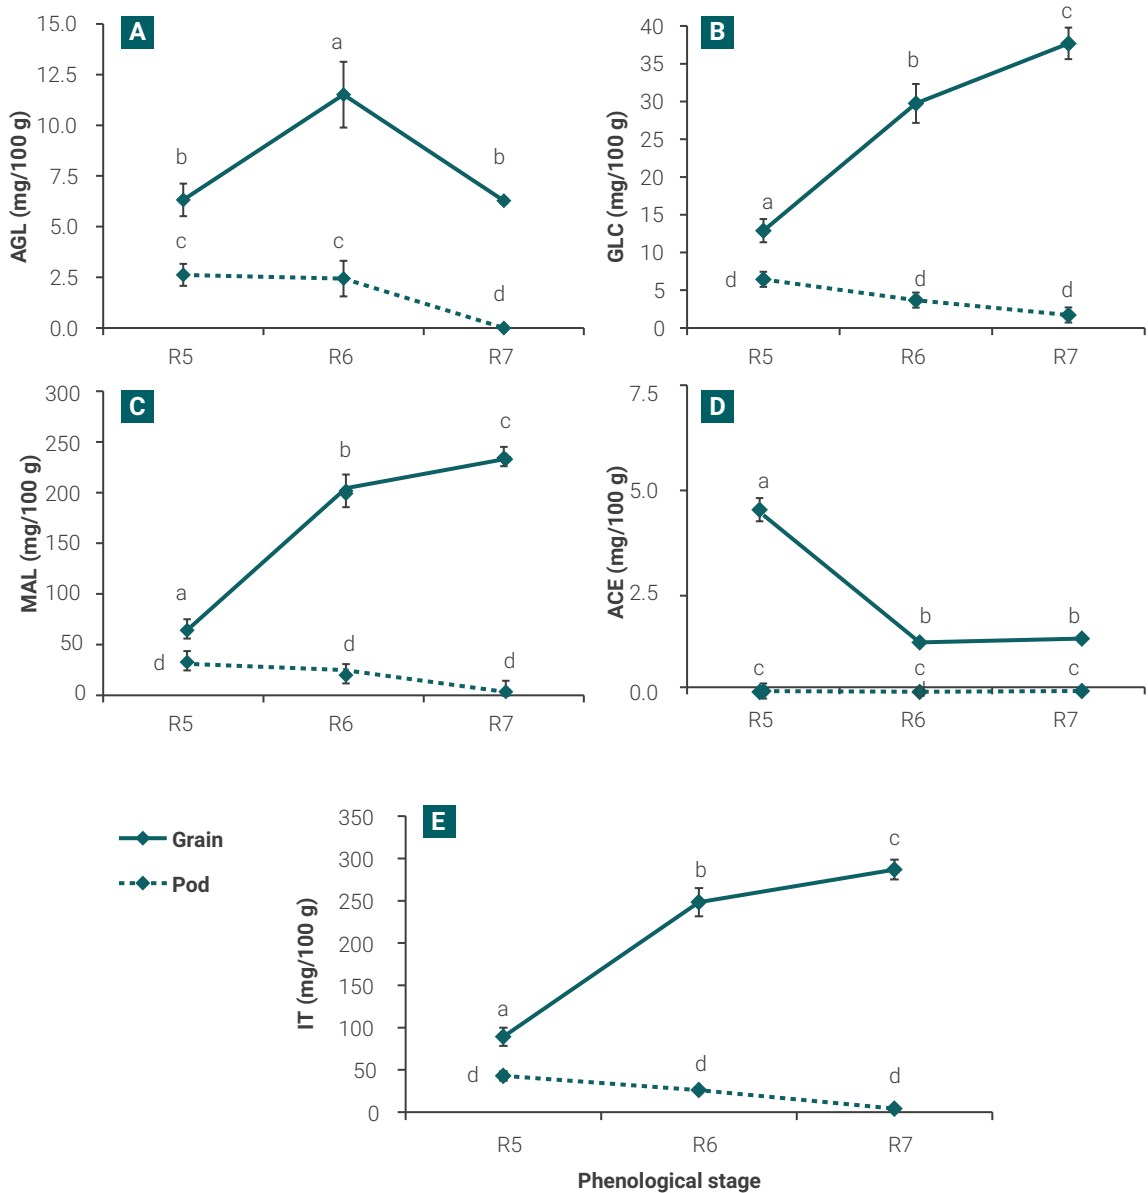 A
AGL (mg/100 g)
15.0
12.5
10.0
7.5
5.0
2.5
0.0
a
b
b
c
c
d
R5
R6
R7
B
GLC (mg/100 g)
40
35
30
25
20
15
10
5
0
c
b
a
d
d
d
R5
R6
R7
C
MAL (mg/100 g)
300
250
200
150
100
50
0
c
b
a
d
d
d
R5
R6
R7
D
ACE (mg/100 g)
7.5
5.0
2.5
0.0
a
b
b
c
c
c
R5
R6
R7
Grain
Pod
E
IT (mg/100 g)
350
300
250
200
150
100
50
0
c
b
a
d
d
d
R5
R6
R7
Phenological stage